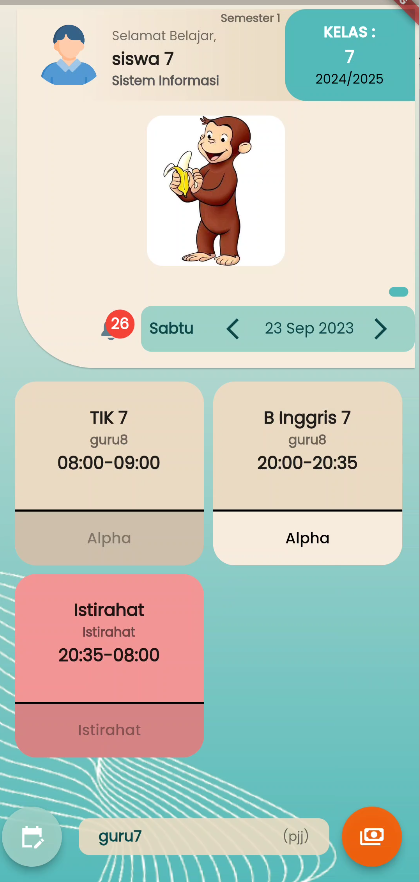 Semester 1
Selamat Belajar,
siswa 7
Sistem Informasi
KELAS :
7
2024/2025
26
Sabtu
23 Sep 2023
TIK 7
guru8
08:00-09:00
Alpha
B Inggris 7
guru8
20:00-20:35
Alpha
Istirahat
Istirahat
20:35-08:00
Istirahat
guru7
(pjj)